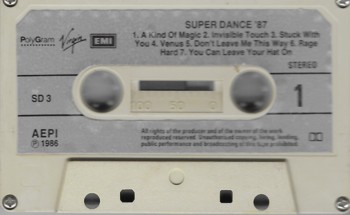 SUPER DANCE '87
PolyGram Virgin EMI
1. A Kind Of Magic 2. Invisible Touch 3. Stuck With
You 4. Venus 5. Don't Leave Me This Way 6. Rage
Hard 7. You Can Leave Your Hat On
STEREO
SD 3
1
100 50 0
AEPI
℗ 1986
All rights of the producer and of the owner of the work
reproduced reserved. Unauthorised copying, hiring, lending,
public performance and broadcasting of this tape prohibited.